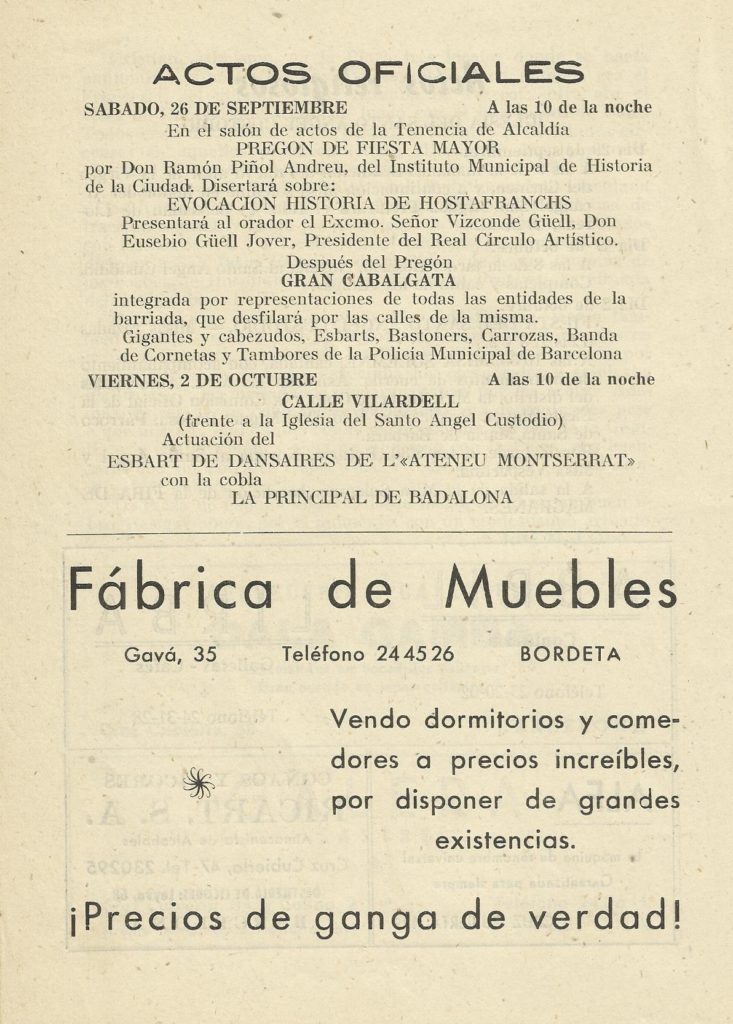 ACTOS OFICIALES
SABADO, 26 DE SEPTIEMBRE A las 10 de la noche
En el salón de actos de la Tenencia de Alcaldía
PREGON DE FIESTA MAYOR
por Don Ramón Piñol Andreu, del Instituto Municipal de Historia
de la Ciudad. Disertará sobre:
EVOCACION HISTORIA DE HOSTAFRANCHS
Presentará al orador el Excmo. Señor Vizconde Güell, Don
Eusebio Güell Jover, Presidente del Real Círculo Artístico.
Después del Pregón
GRAN CABALGATA
integrada por representaciones de todas las entidades de la
barriada, que desfilará por las calles de la misma.
Gigantes y cabezudos, Esbarts, Bastoners, Carrozas, Banda
de Cornetas y Tambores de la Policia Municipal de Barcelona
VIERNES, 2 DE OCTUBRE A las 10 de la noche
CALLE VILARDELL
(frente a la Iglesia del Santo Angel Custodio)
Actuación del
ESBART DE DANSAIRES DE L'«ATENEU MONTSERRAT»
con la cobla
LA PRINCIPAL DE BADALONA
Fábrica de Muebles
Gavá, 35 Teléfono 24 45 26 BORDETA
Vendo dormitorios y come-
dores a precios increíbles,
por disponer de grandes
existencias.
¡Precios de ganga de verdad!